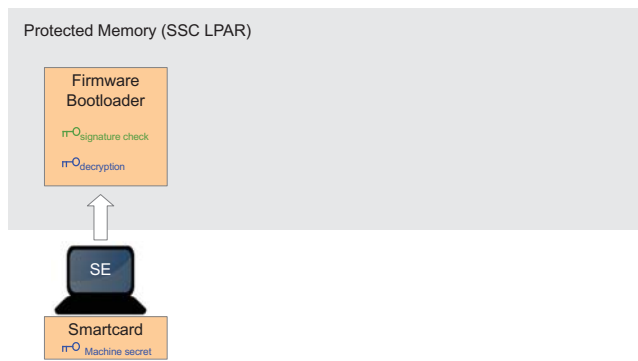 Protected Memory (SSC LPAR)
Firmware
Bootloader
signature check
decryption
SE
Smartcard
Machine secret